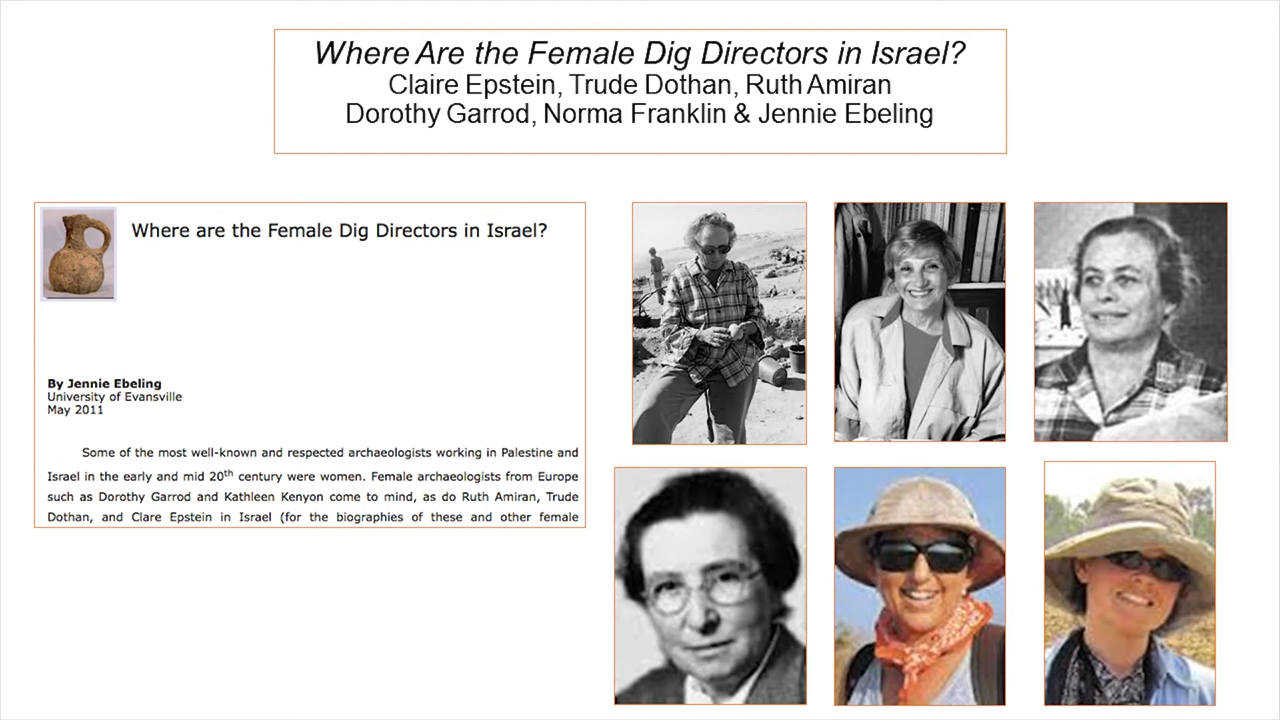 Where Are the Female Dig Directors in Israel?
Claire Epstein, Trude Dothan, Ruth Amiran
Dorothy Garrod, Norma Franklin & Jennie Ebeling
Where are the Female Dig Directors in Israel?
By Jennie Ebeling
University of Evansville
May 2011
Some of the most well-known and respected archaeologists working in Palestine and
Israel in the early and mid 20th century were women. Female archaeologists from Europe
such as Dorothy Garrod and Kathleen Kenyon come to mind, as do Ruth Amiran, Trude
Dothan, and Clare Epstein in Israel (for the biographies of these and other female